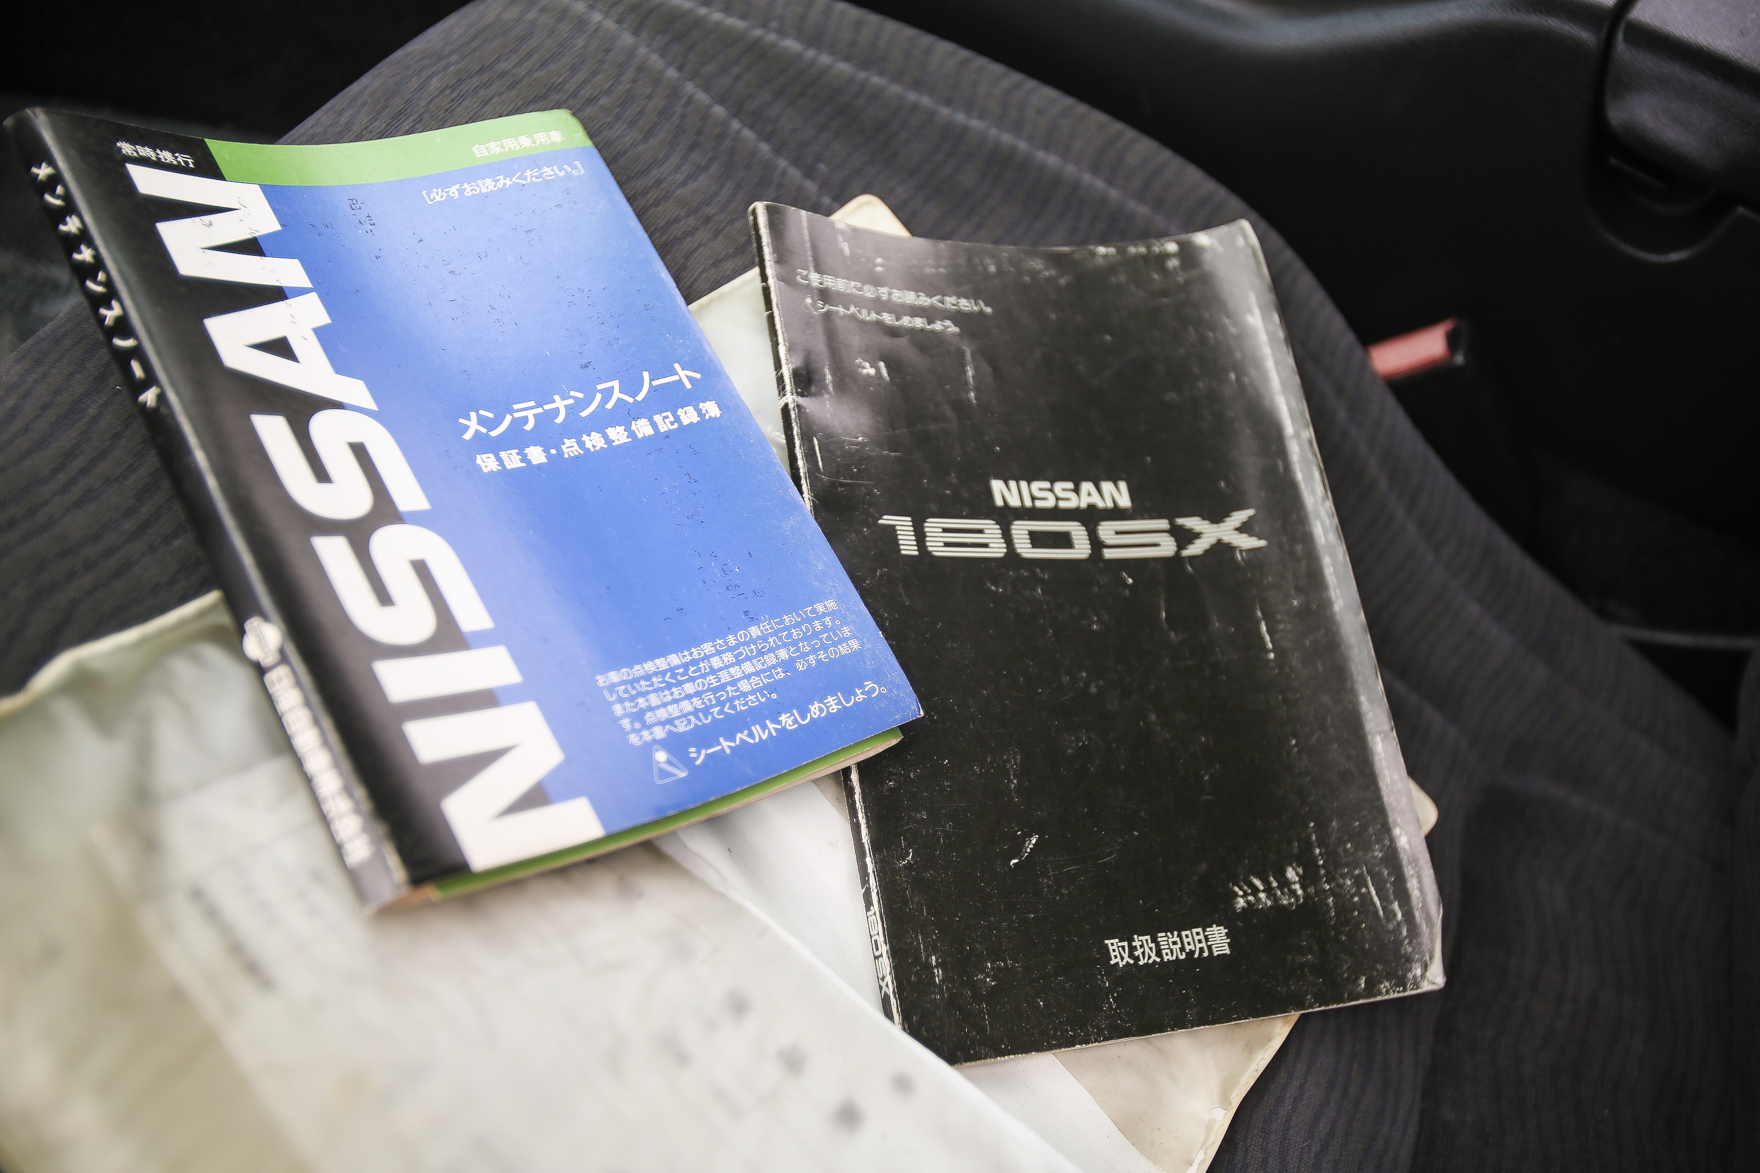 常時携行
自家用乗用車
[必ずお読みください。]
NISSAN
メンテナンスノート
メンテナンスノート
保証書・点検整備記録簿
お車の点検整備はお客さまの責任において実施
していただくことが義務づけられております。
また本書はお車の生涯整備記録簿となっていま
す。点検整備を行った場合には、必ずその結果
を本書へ記入してください。
シートベルトをしめましょう。
日産自動車株式会社
ご使用前に必ずお読みください。
シートベルトをしめましょう。
NISSAN
180SX
取扱説明書
180SX